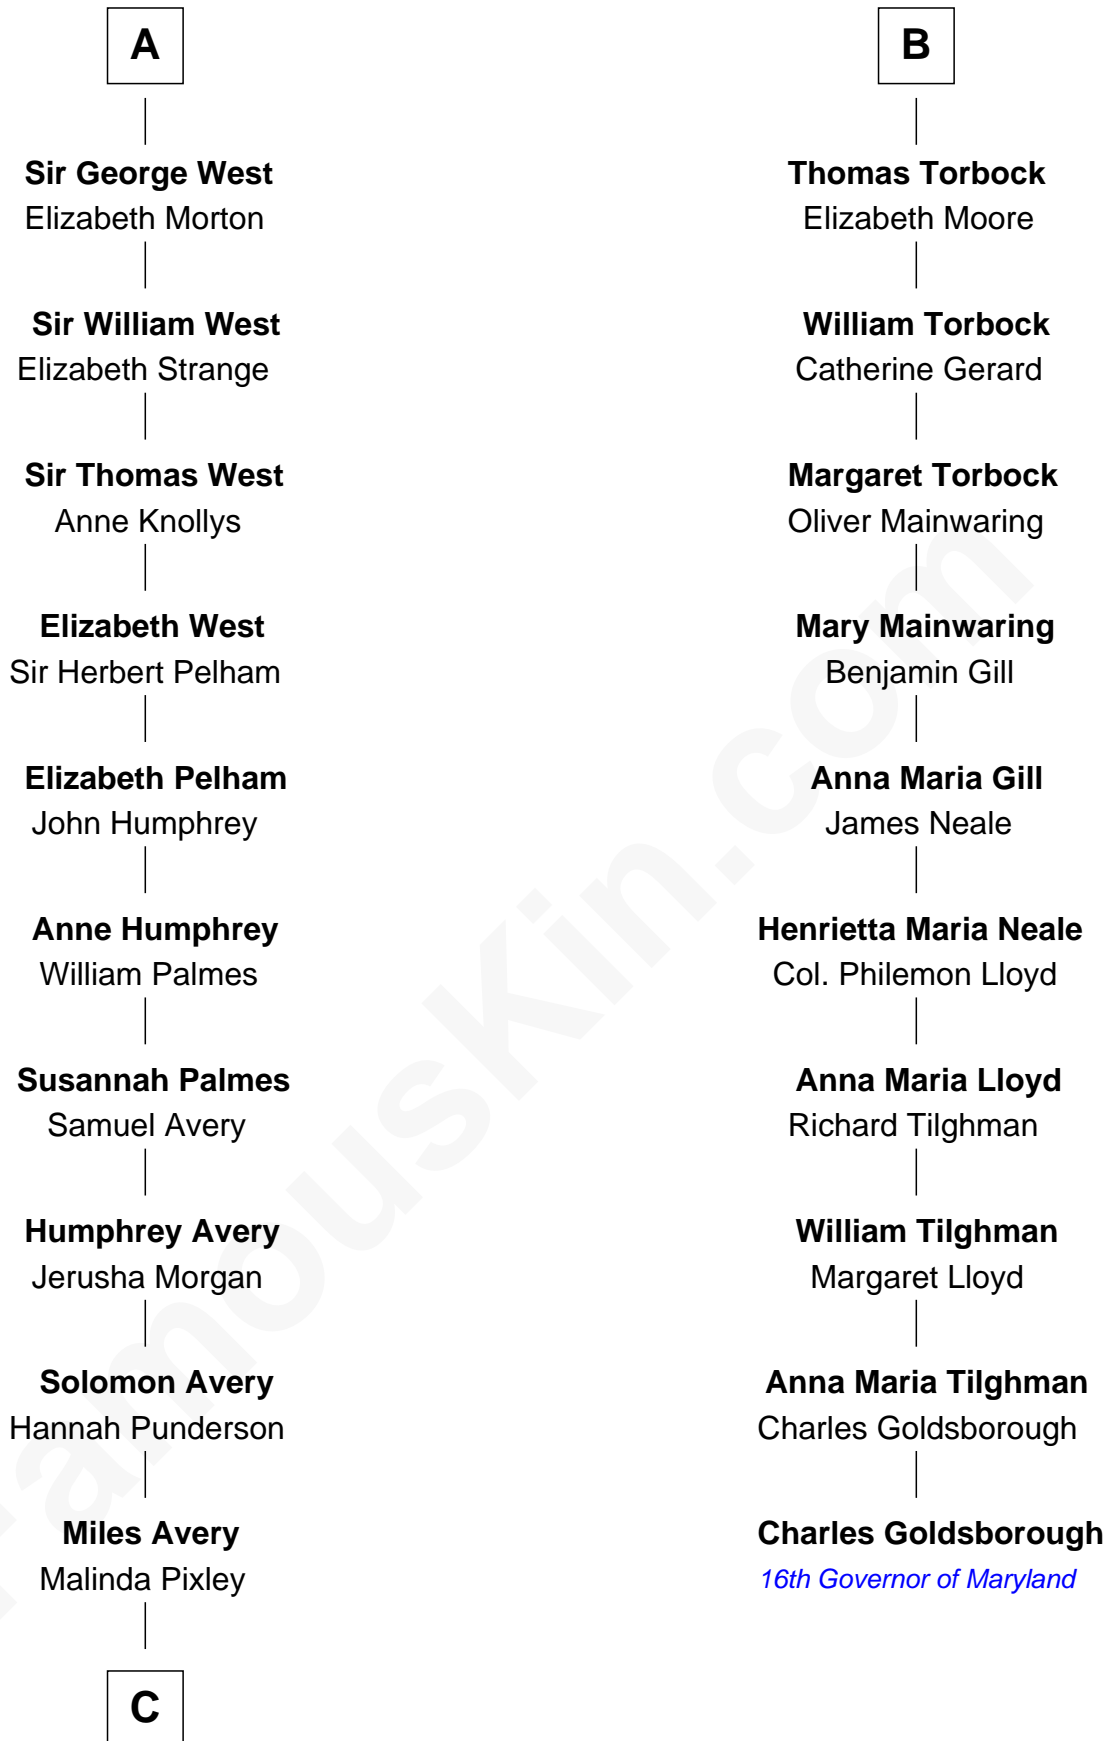 A
Sir George West
Elizabeth Morton
Sir William West
Elizabeth Strange
Sir Thomas West
Anne Knollys
Elizabeth West
Sir Herbert Pelham
Elizabeth Pelham
John Humphrey
Anne Humphrey
William Palmes
Susannah Palmes
Samuel Avery
Humphrey Avery
Jerusha Morgan
Solomon Avery
Hannah Punderson
Miles Avery
Malinda Pixley
C
B
Thomas Torbock
Elizabeth Moore
William Torbock
Catherine Gerard
Margaret Torbock
Oliver Mainwaring
Mary Mainwaring
Benjamin Gill
Anna Maria Gill
James Neale
Henrietta Maria Neale
Col. Philemon Lloyd
Anna Maria Lloyd
Richard Tilghman
William Tilghman
Margaret Lloyd
Anna Maria Tilghman
Charles Goldsborough
Charles Goldsborough
16th Governor of Maryland
FamousKin.com